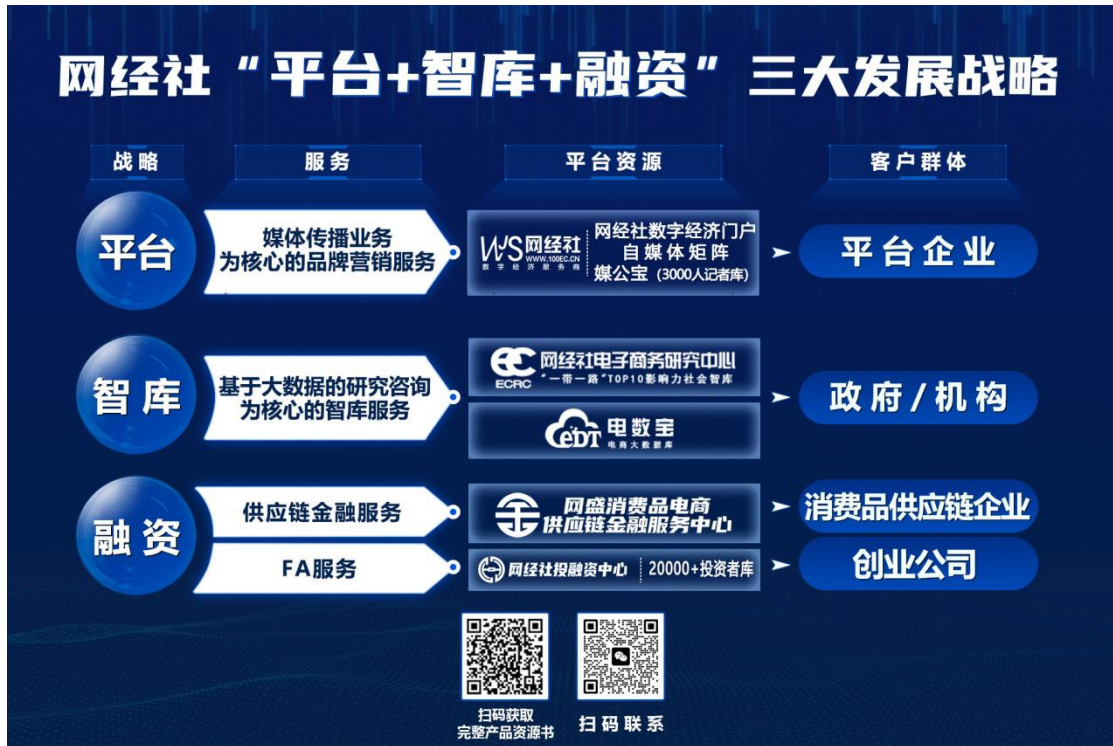 网经社“平台+智库+融资”三大发展战略
战略
服务
平台资源
客户群体
平台
媒体传播业务
为核心的品牌营销服务
WS网经社
WWW.100EC.CN
数字经济服务商
网经社数字经济门户
自媒体矩阵
媒公宝（3000人记者库）
平台企业
智库
基于大数据的研究咨询
为核心的智库服务
ECRC
网经社电子商务研究中心
“一带一路”TOP10影响力社会智库
eDT
电数宝
电商大数据库
政府/机构
融资
供应链金融服务
网盛消费品电商
供应链金融服务中心
消费品供应链企业
FA服务
网经社投融资中心
20000+投资者库
创业公司
扫码获取
完整产品资源书
扫码联系